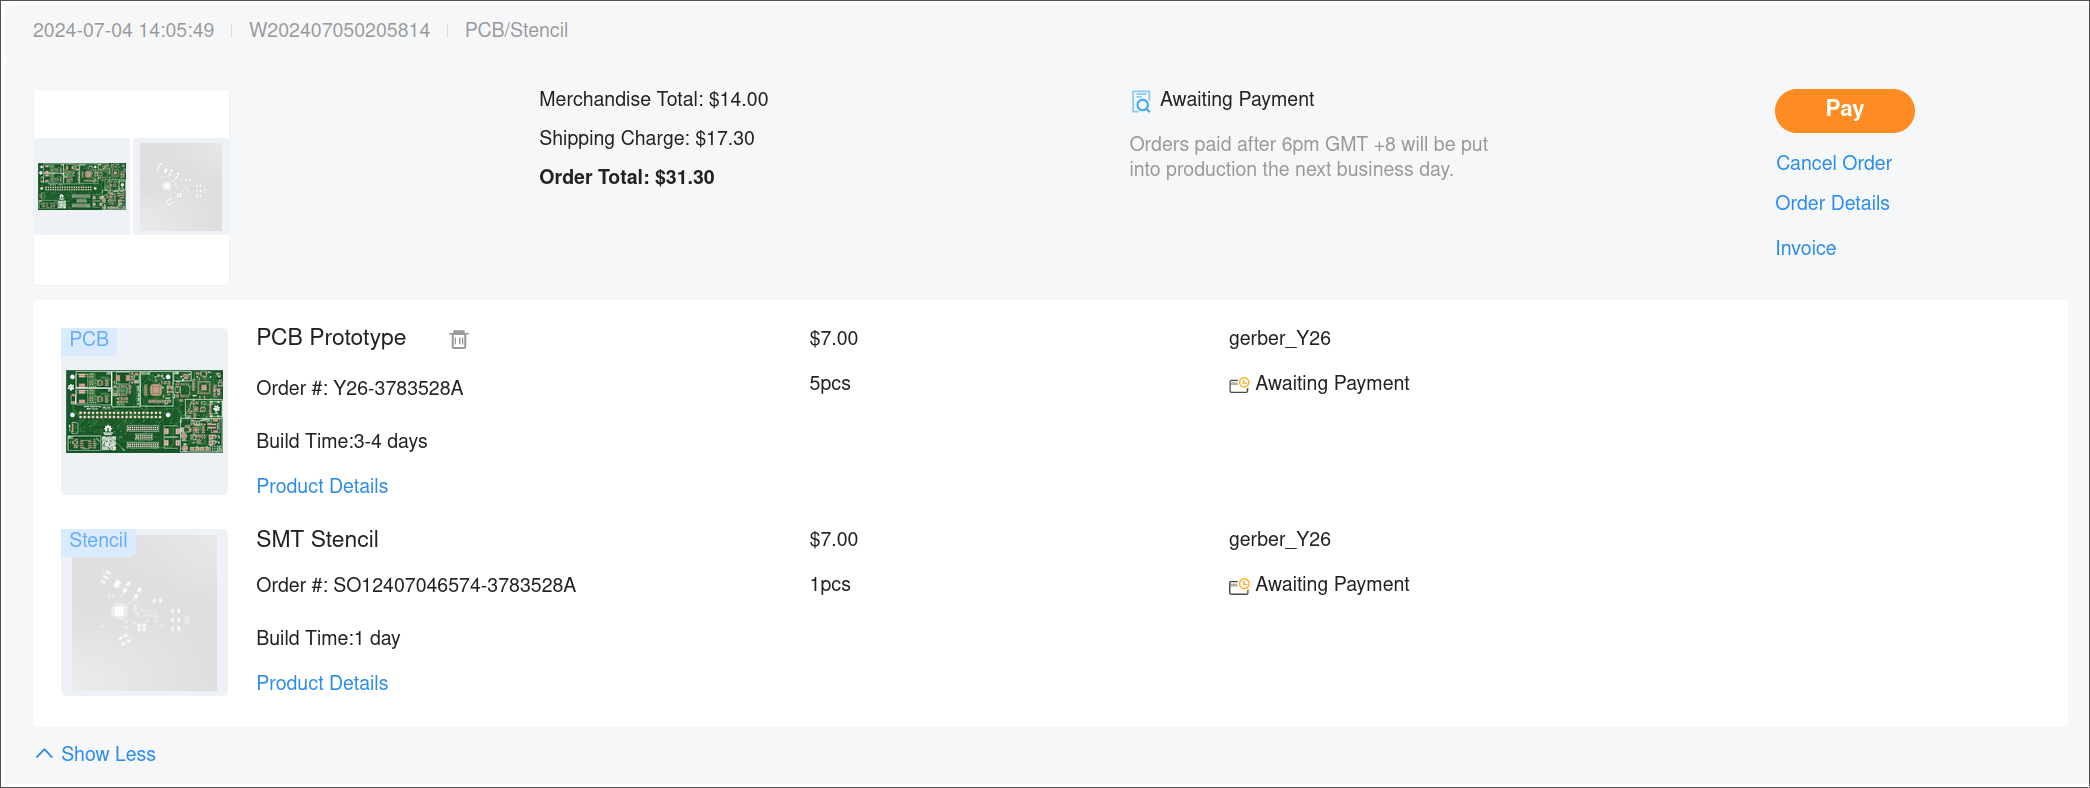 2024-07-04 14:05:49 W202407050205814 PCB/Stencil
Merchandise Total: $14.00
Shipping Charge: $17.30
Order Total: $31.30
Awaiting Payment
Orders paid after 6pm GMT +8 will be put
into production the next business day.
Pay
Cancel Order
Order Details
Invoice
PCB
PCB Prototype
Order #: Y26-3783528A
Build Time:3-4 days
Product Details
$7.00
5pcs
gerber_Y26
Awaiting Payment
Stencil
SMT Stencil
Order #: SO12407046574-3783528A
Build Time:1 day
Product Details
$7.00
1pcs
gerber_Y26
Awaiting Payment
Show Less